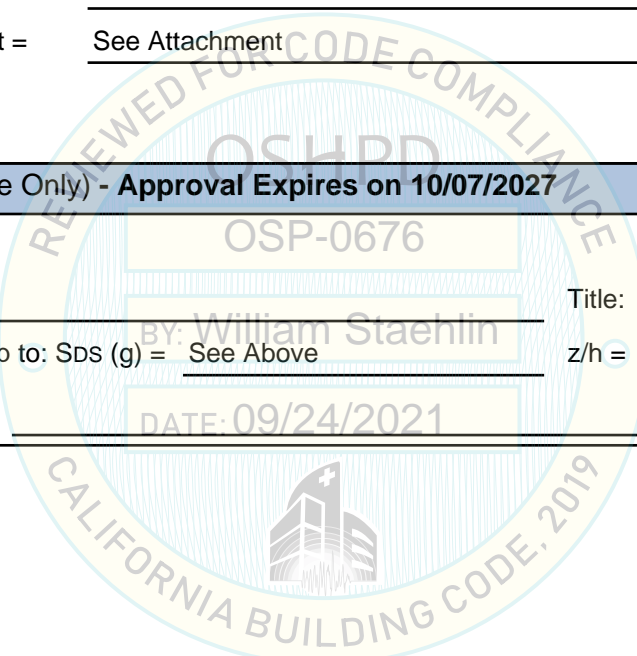 t = See Attachment
REVIEWED FOR CODE COMPLIANCE
OSHPD
e Only) - Approval Expires on 10/07/2027
OSP-0676
Title:
BY: William Staehlin
o to: SDS (g) = See Above z/h =
DATE: 09/24/2021
CALIFORNIA BUILDING CODE, 2019